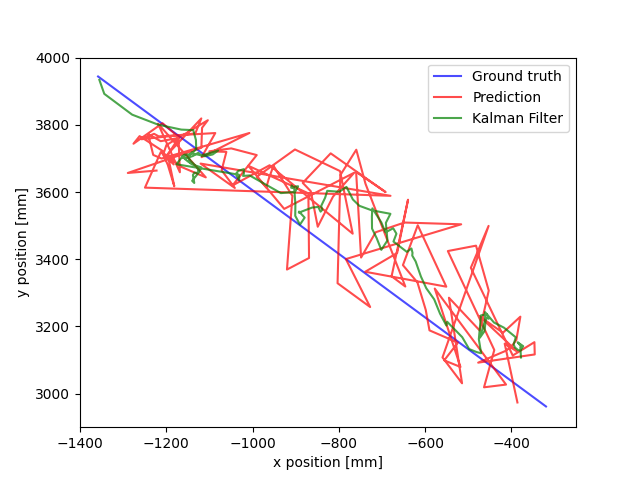 4000
3800
3600
3400
3200
3000
y position [mm]
Ground truth
Prediction
Kalman Filter
−1400 −1200 −1000 −800 −600 −400
x position [mm]